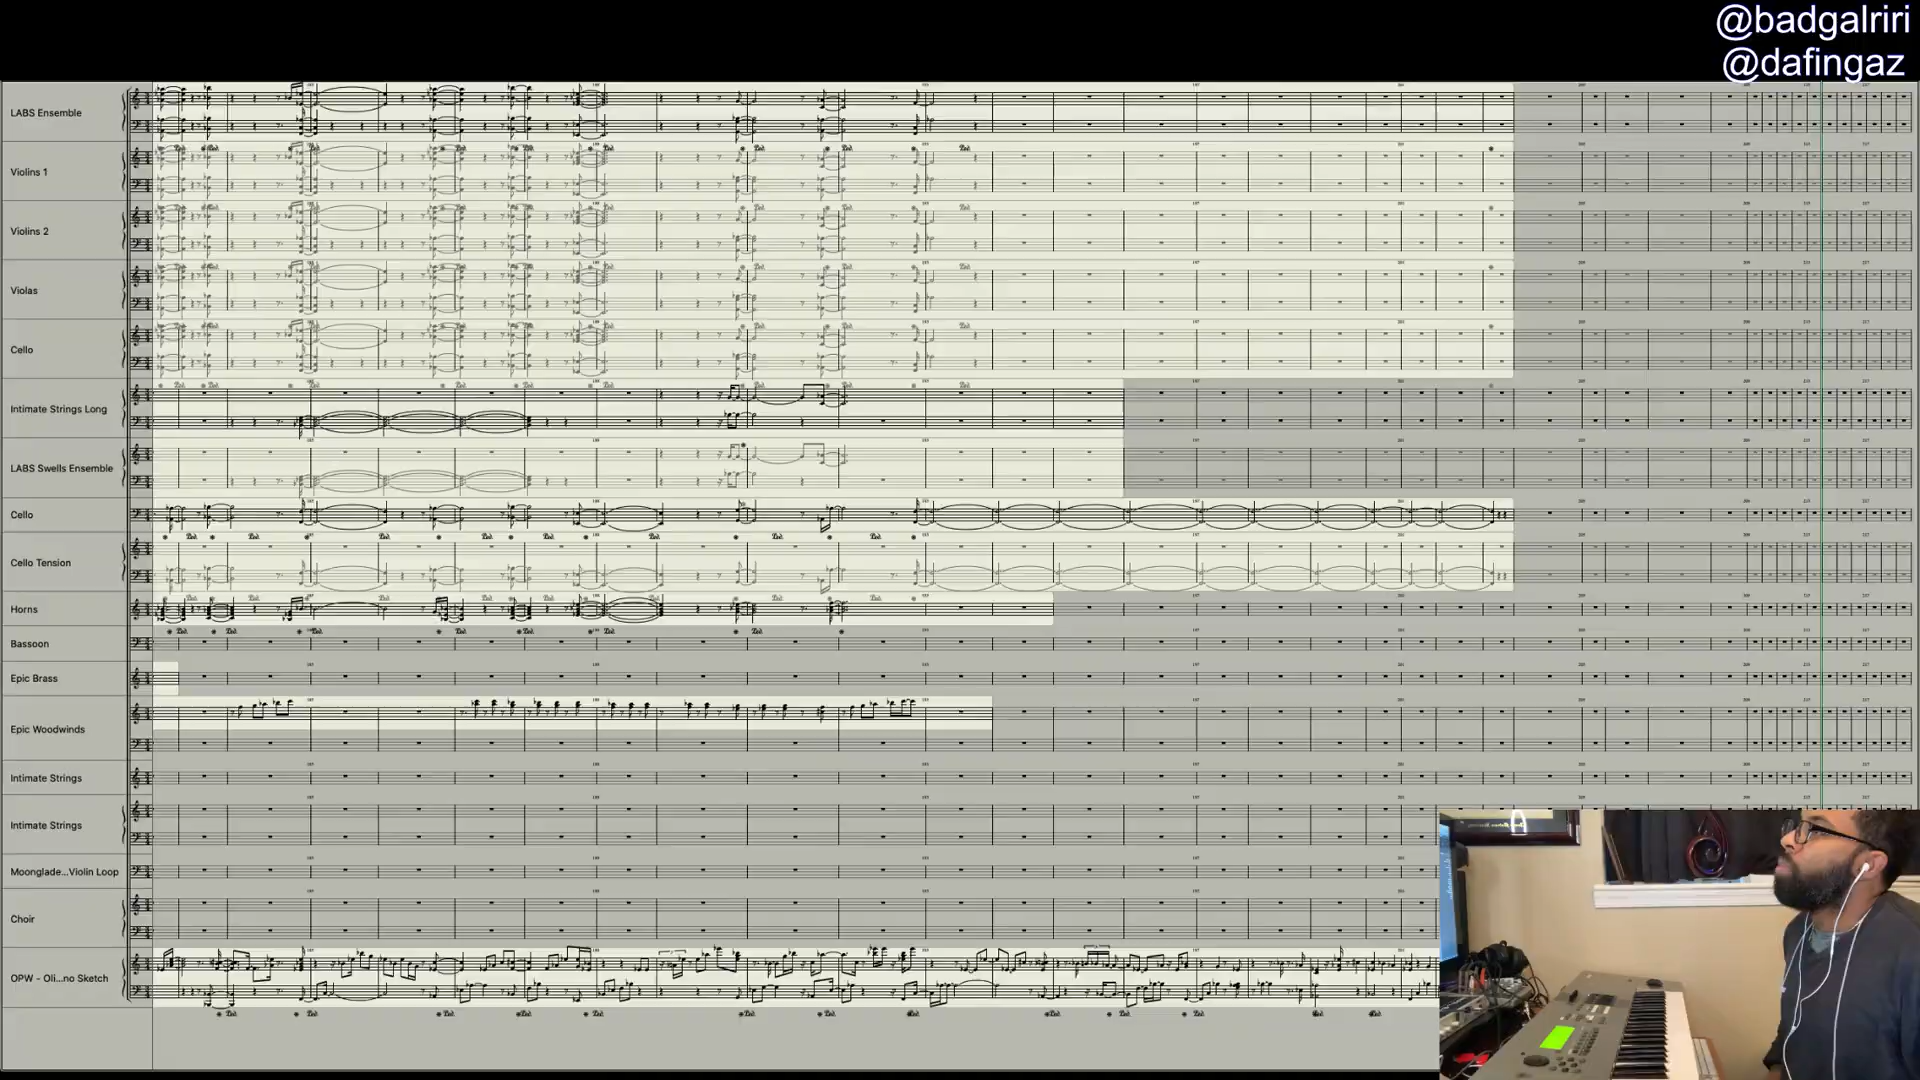 @badgalriri
@dafingaz
LABS Ensemble
Violins 1
Violins 2
Violas
Cello
Intimate Strings Long
LABS Swells Ensemble
Cello
Cello Tension
Horns
Bassoon
Epic Brass
Epic Woodwinds
Intimate Strings
Intimate Strings
Moonglade...Violin Loop
Choir
OPW - Oli...no Sketch